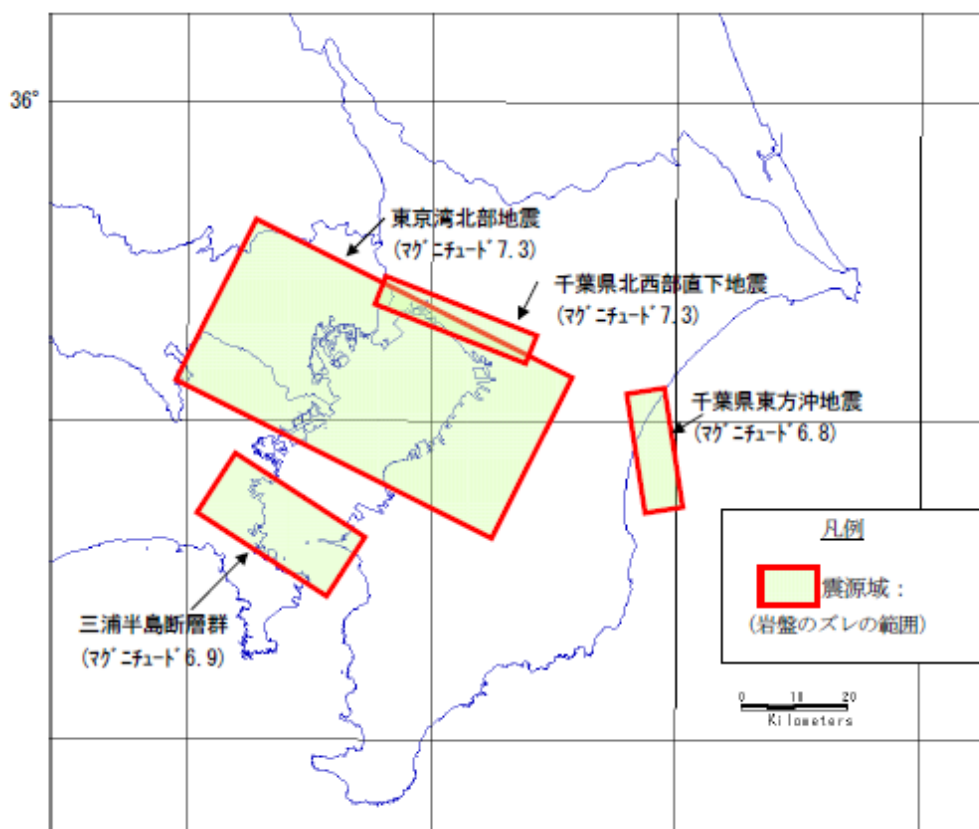 36°
東京湾北部地震
(マグニチュード7.3)
千葉県北西部直下地震
(マグニチュード7.3)
千葉県東方沖地震
(マグニチュード6.8)
凡例
震源域：
(岩盤のズレの範囲)
三浦半島断層群
(マグニチュード6.9)
0 10 20
Kilometers